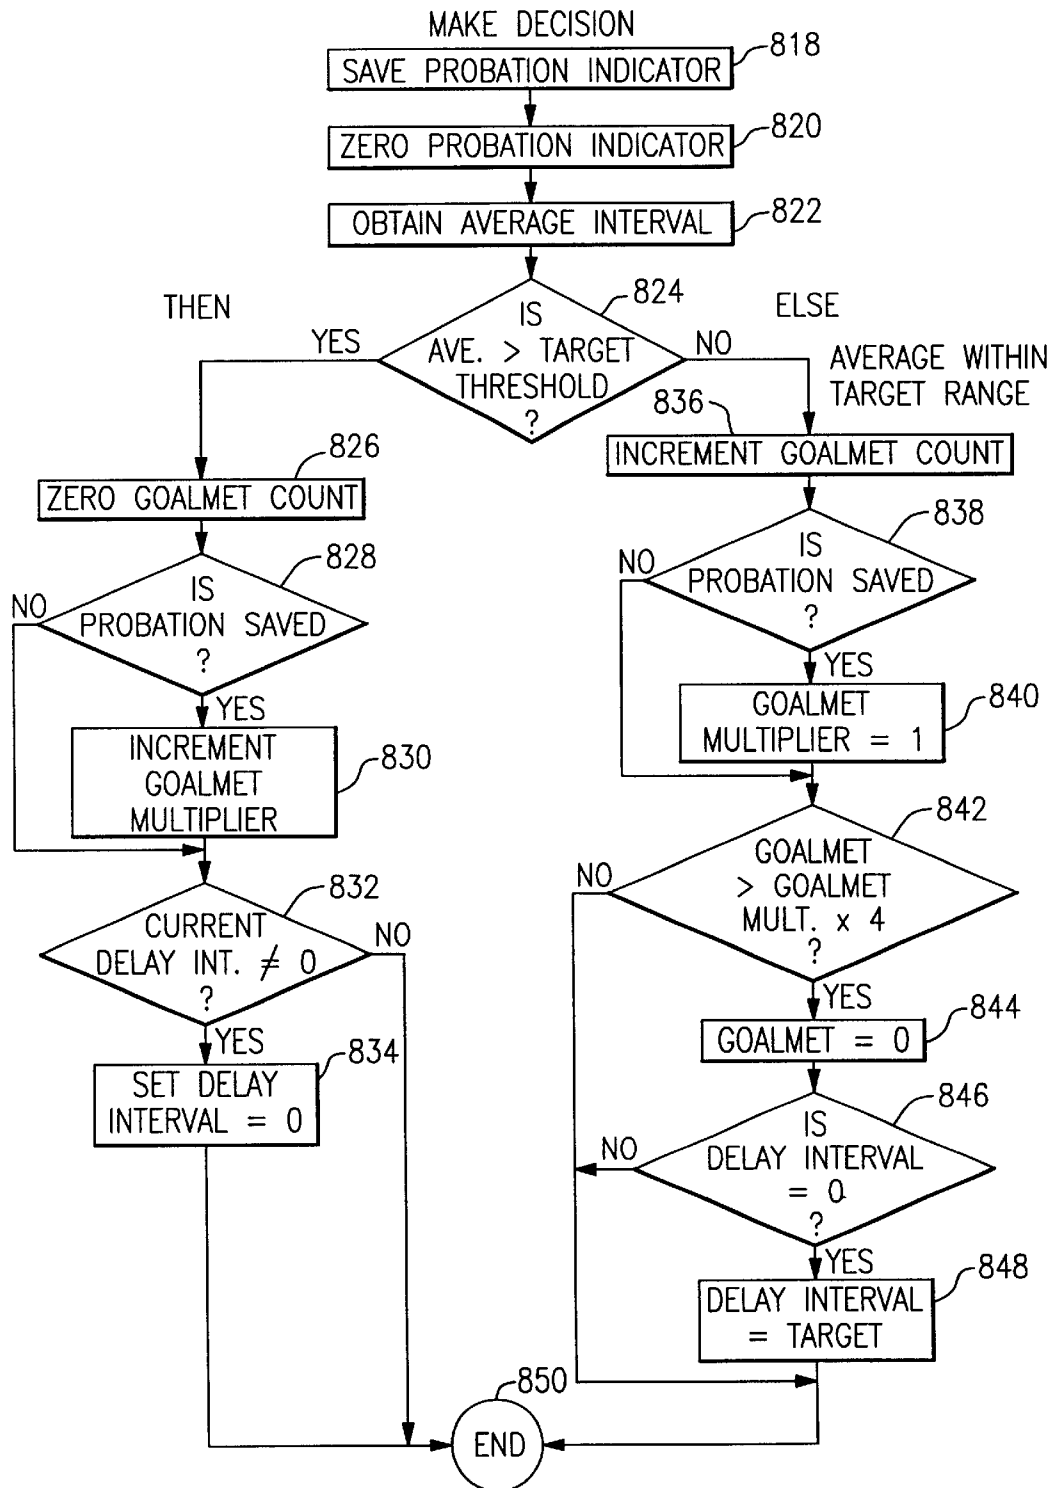 MAKE DECISION
818
SAVE PROBATION INDICATOR
820
ZERO PROBATION INDICATOR
822
OBTAIN AVERAGE INTERVAL
824
THEN
ELSE
IS
AVE. > TARGET
THRESHOLD
?
YES
NO
AVERAGE WITHIN
TARGET RANGE
826
ZERO GOALMET COUNT
828
IS
PROBATION SAVED
?
NO
YES
INCREMENT
GOALMET
MULTIPLIER
830
832
CURRENT
DELAY INT. ≠ 0
?
NO
YES
834
SET DELAY
INTERVAL = 0
836
INCREMENT GOALMET COUNT
838
IS
PROBATION SAVED
?
NO
YES
GOALMET
MULTIPLIER = 1
840
842
GOALMET
> GOALMET
MULT. x 4
?
NO
YES
844
GOALMET = 0
846
IS
DELAY INTERVAL
= 0
?
NO
YES
848
DELAY INTERVAL
= TARGET
850
END